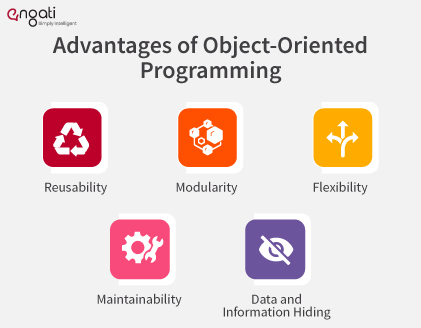 engati
simply intelligent
Advantages of Object-Oriented
Programming
Reusability
Modularity
Flexibility
Maintainability
Data and
Information Hiding